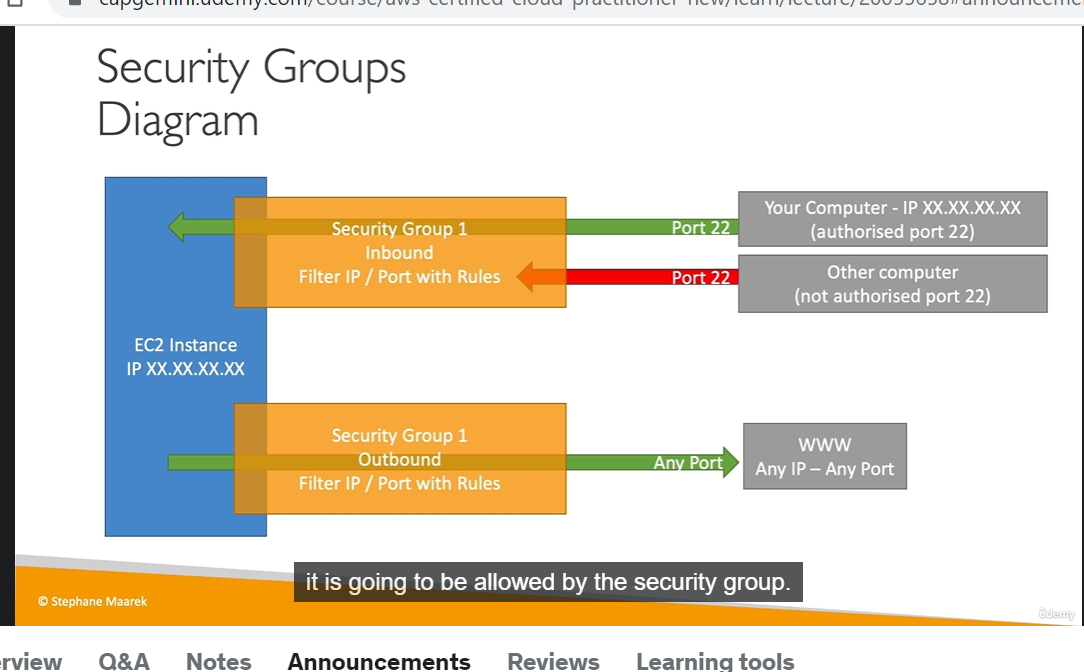 Security Groups
Diagram
Security Group 1
Inbound
Filter IP / Port with Rules
Port 22
Port 22
Your Computer - IP XX.XX.XX.XX
(authorised port 22)
Other computer
(not authorised port 22)
EC2 Instance
IP XX.XX.XX.XX
Security Group 1
Outbound
Filter IP / Port with Rules
Any Port
WWW
Any IP – Any Port
it is going to be allowed by the security group.
© Stephane Maarek
ûdemy
Q&A
Notes
Announcements
Reviews
Learning tools